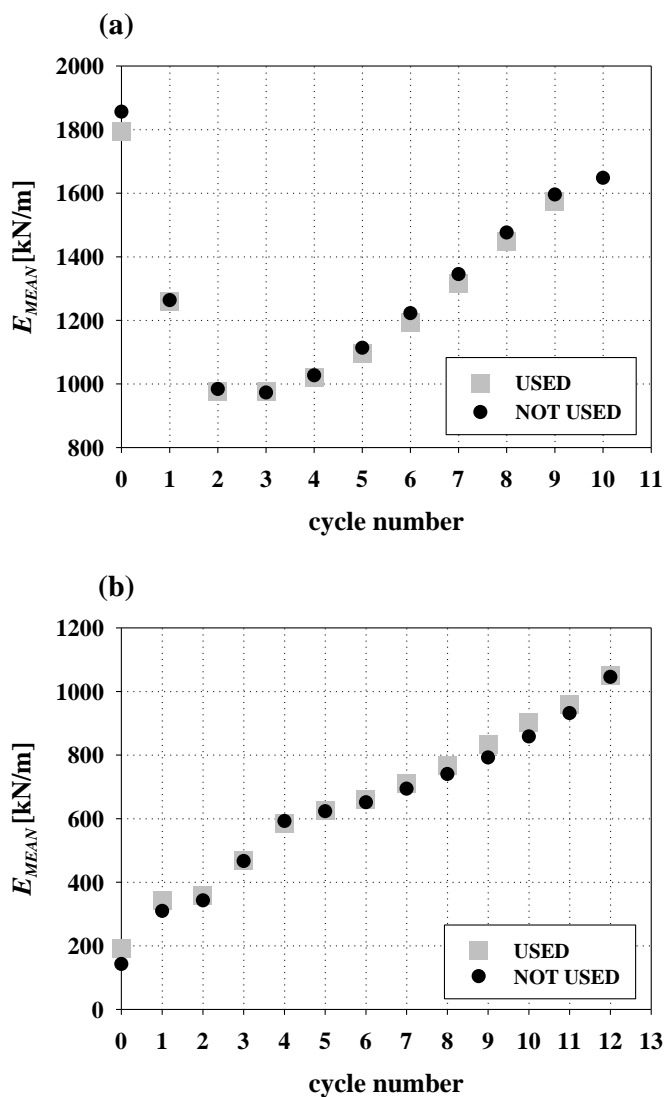 (a)
2000
1800
1600
1400
1200
1000
800
E_MEAN [kN/m]
USED
NOT USED
0 1 2 3 4 5 6 7 8 9 10 11
cycle number
(b)
1200
1000
800
600
400
200
0
E_MEAN [kN/m]
USED
NOT USED
0 1 2 3 4 5 6 7 8 9 10 11 12 13
cycle number